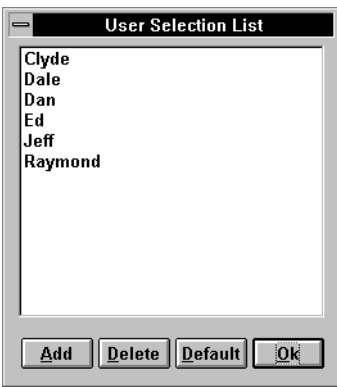 User Selection List
Clyde
Dale
Dan
Ed
Jeff
Raymond
Add Delete Default Ok